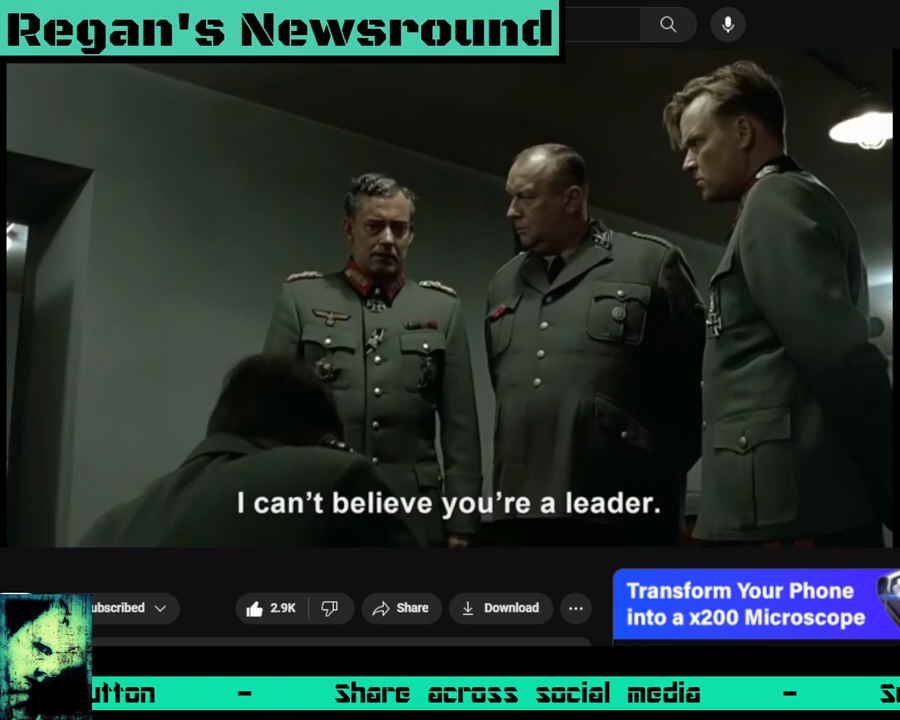 Regan's Newsround
I can't believe you're a leader.
ubscribed
2.9K
Share
Download
Transform Your Phone
into a x200 Microscope
utton - Share across social media - S